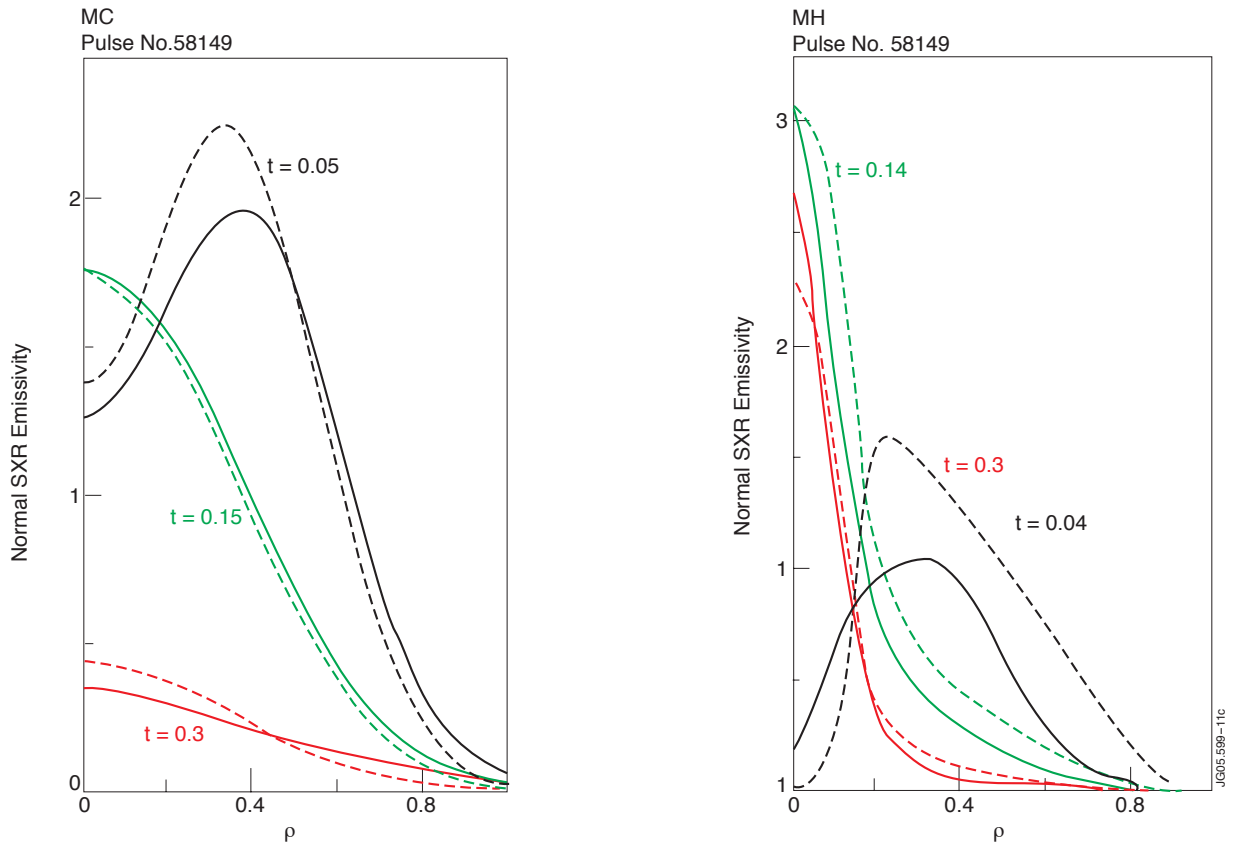 MC
Pulse No.58149
Normal SXR Emissivity
2
1
0
t = 0.05
t = 0.15
t = 0.3
0
0.4
0.8
ρ
MH
Pulse No. 58149
Normal SXR Emissivity
3
2
1
1
t = 0.14
t = 0.3
t = 0.04
0
0.4
0.8
ρ
JG05.599-11c